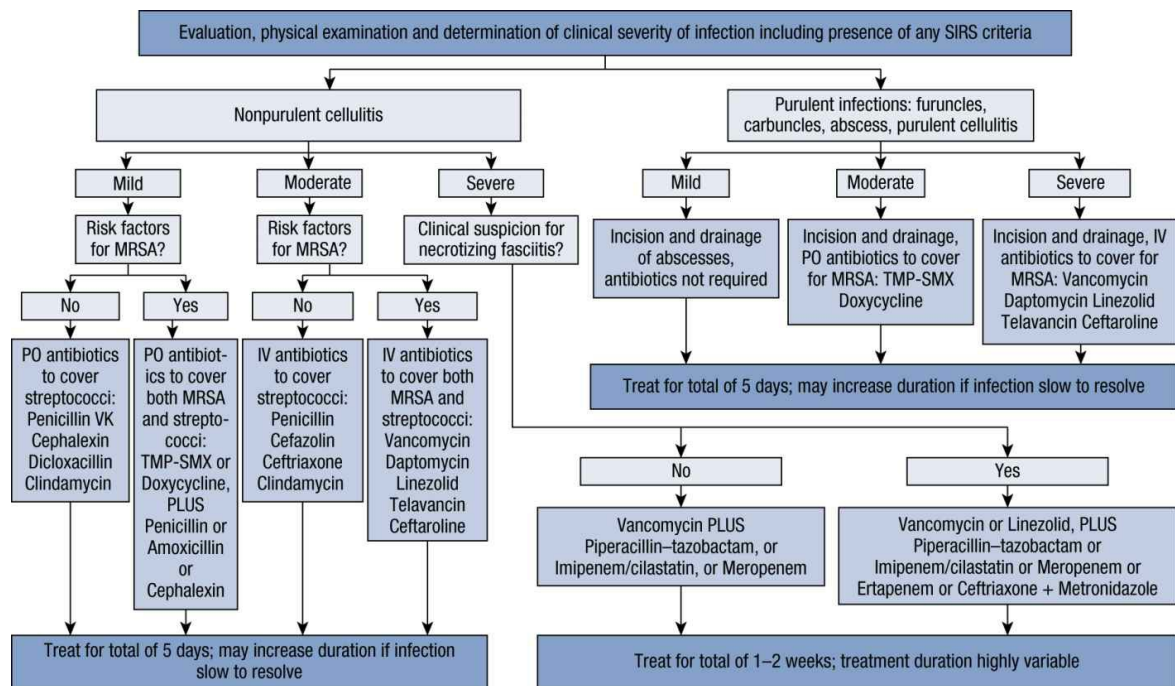 Evaluation, physical examination and determination of clinical severity of infection including presence of any SIRS criteria
Nonpurulent cellulitis
Purulent infections: furuncles,
carbuncles, abscess, purulent cellulitis
Mild
Moderate
Severe
Mild
Moderate
Severe
Risk factors
for MRSA?
Risk factors
for MRSA?
Clinical suspicion for
necrotizing fasciitis?
Incision and drainage
of abscesses,
antibiotics not required
Incision and drainage,
PO antibiotics to cover
for MRSA: TMP-SMX
Doxycycline
Incision and drainage, IV
antibiotics to cover for
MRSA: Vancomycin
Daptomycin Linezolid
Telavancin Ceftaroline
No
Yes
No
Yes
PO antibiotics
to cover
streptococci:
Penicillin VK
Cephalexin
Dicloxacillin
Clindamycin
PO antibiot-
ics to cover
both MRSA
and strepto-
cocci:
TMP-SMX or
Doxycycline,
PLUS
Penicillin or
Amoxicillin
or
Cephalexin
IV antibiotics
to cover
streptococci:
Penicillin
Cefazolin
Ceftriaxone
Clindamycin
IV antibiotics
to cover both
MRSA and
streptococci:
Vancomycin
Daptomycin
Linezolid
Telavancin
Ceftaroline
Treat for total of 5 days; may increase duration if infection slow to resolve
No
Yes
Vancomycin PLUS
Piperacillin–tazobactam, or
Imipenem/cilastatin, or Meropenem
Vancomycin or Linezolid, PLUS
Piperacillin–tazobactam or
Imipenem/cilastatin or Meropenem or
Ertapenem or Ceftriaxone + Metronidazole
Treat for total of 5 days; may increase duration if infection
slow to resolve
Treat for total of 1–2 weeks; treatment duration highly variable